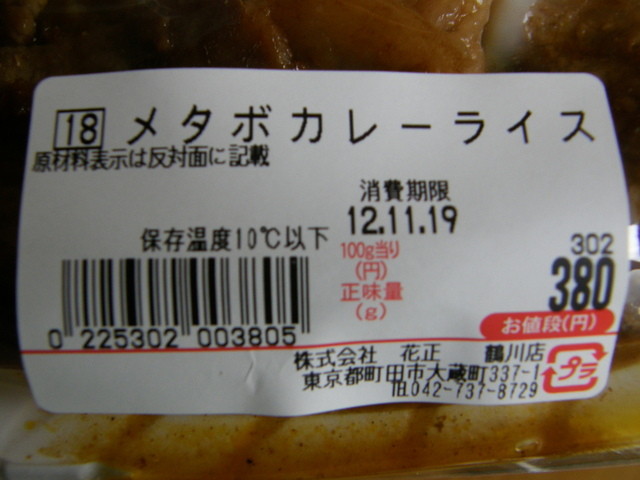 18 メタボカレーライス
原材料表示は反対面に記載
消費期限
12.11.19
保存温度10℃以下
100g当り
(円)
正味量
(g)
302
380
お値段(円)
0 225302 003805
株式会社 花正 鶴川店
東京都町田市大蔵町337-1
TEL042-737-8729
プラ